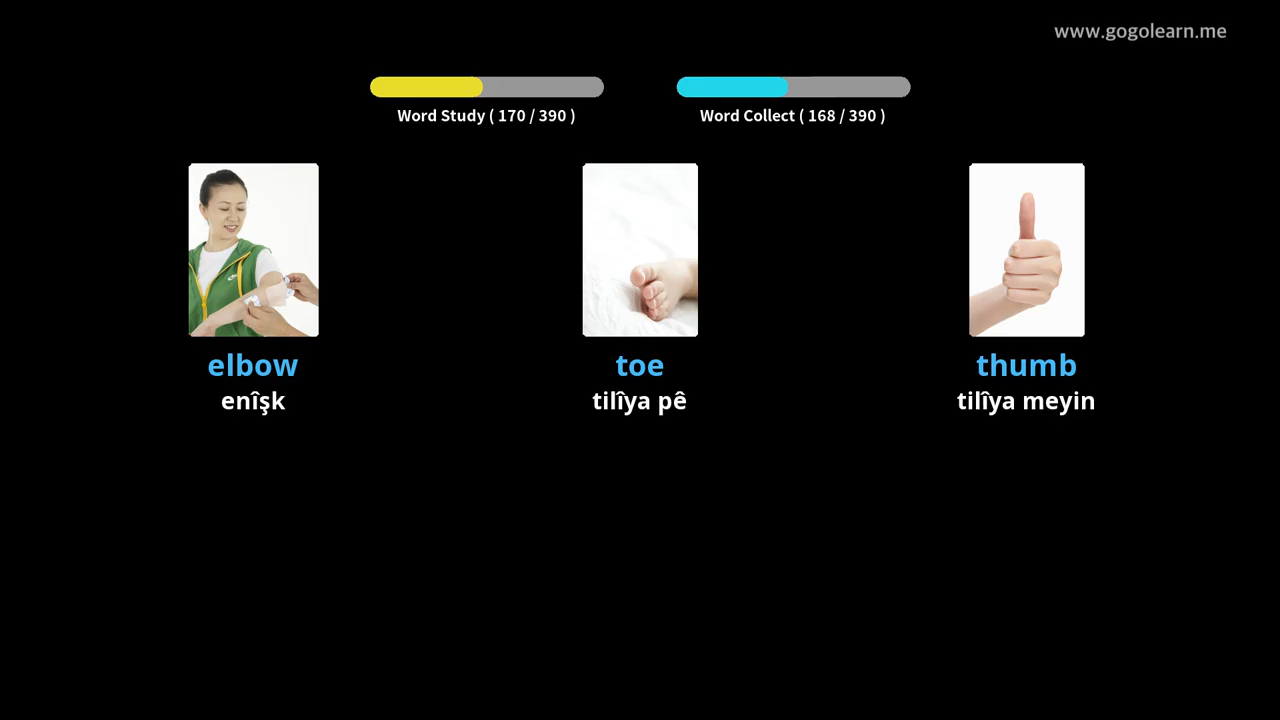 www.gogolearn.me
Word Study ( 170 / 390 )
Word Collect ( 168 / 390 )
elbow
enîşk
toe
tilîya pê
thumb
tilîya meyin